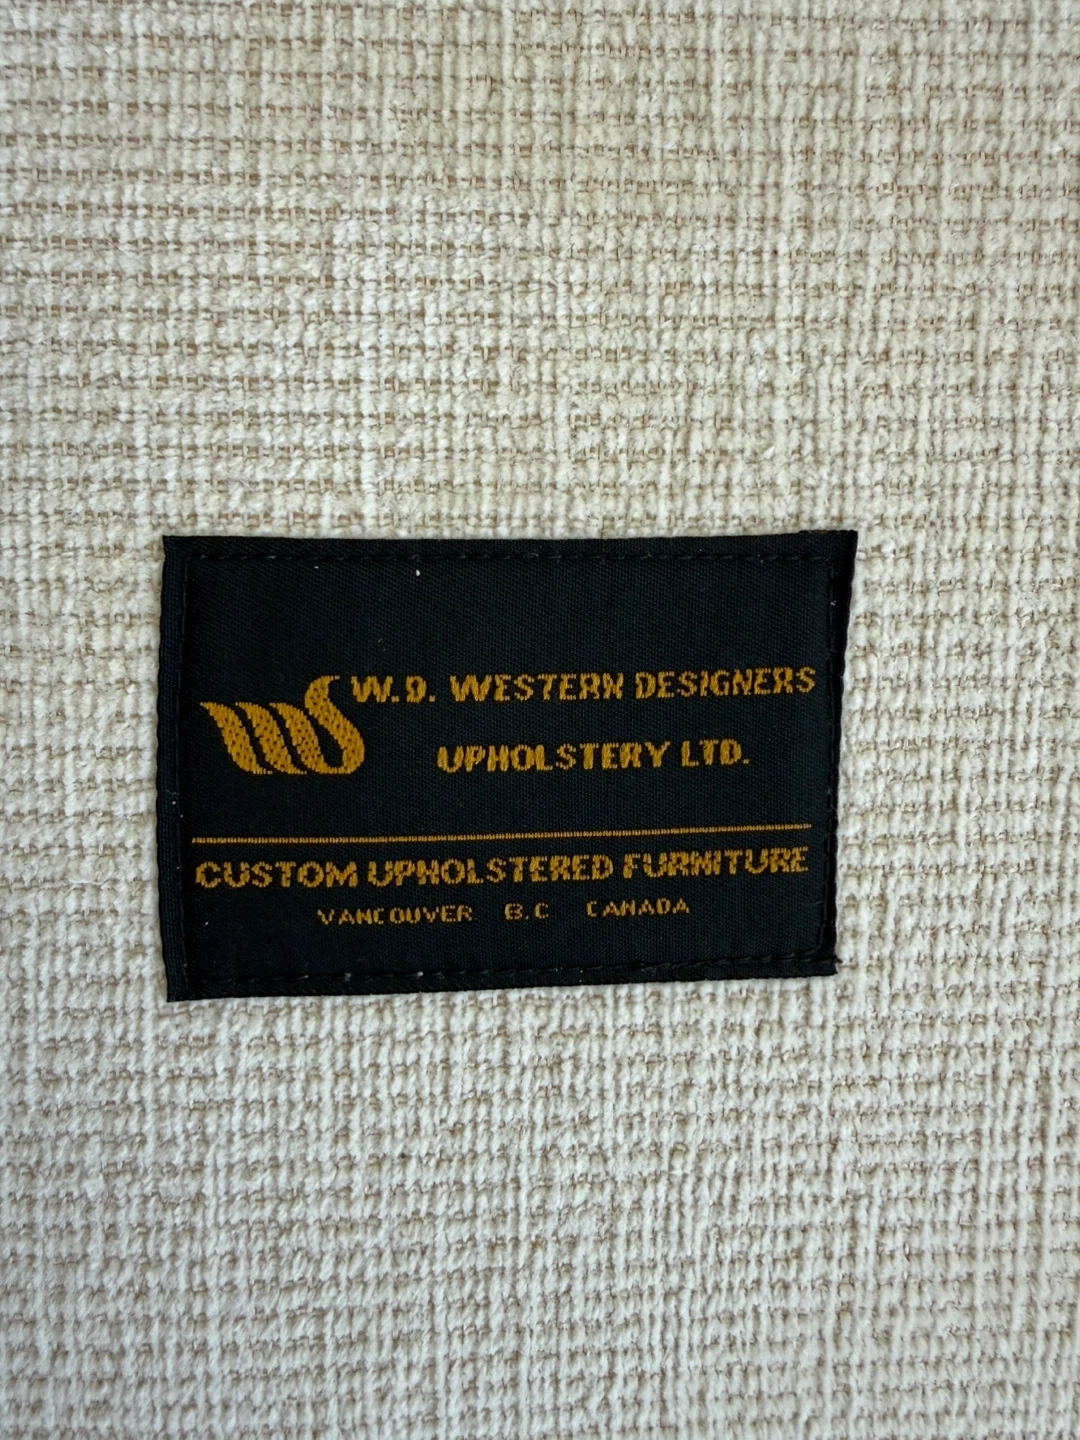 W.D. WESTERN DESIGNERS
UPHOLSTERY LTD.
CUSTOM UPHOLSTERED FURNITURE
VANCOUVER B.C CANADA